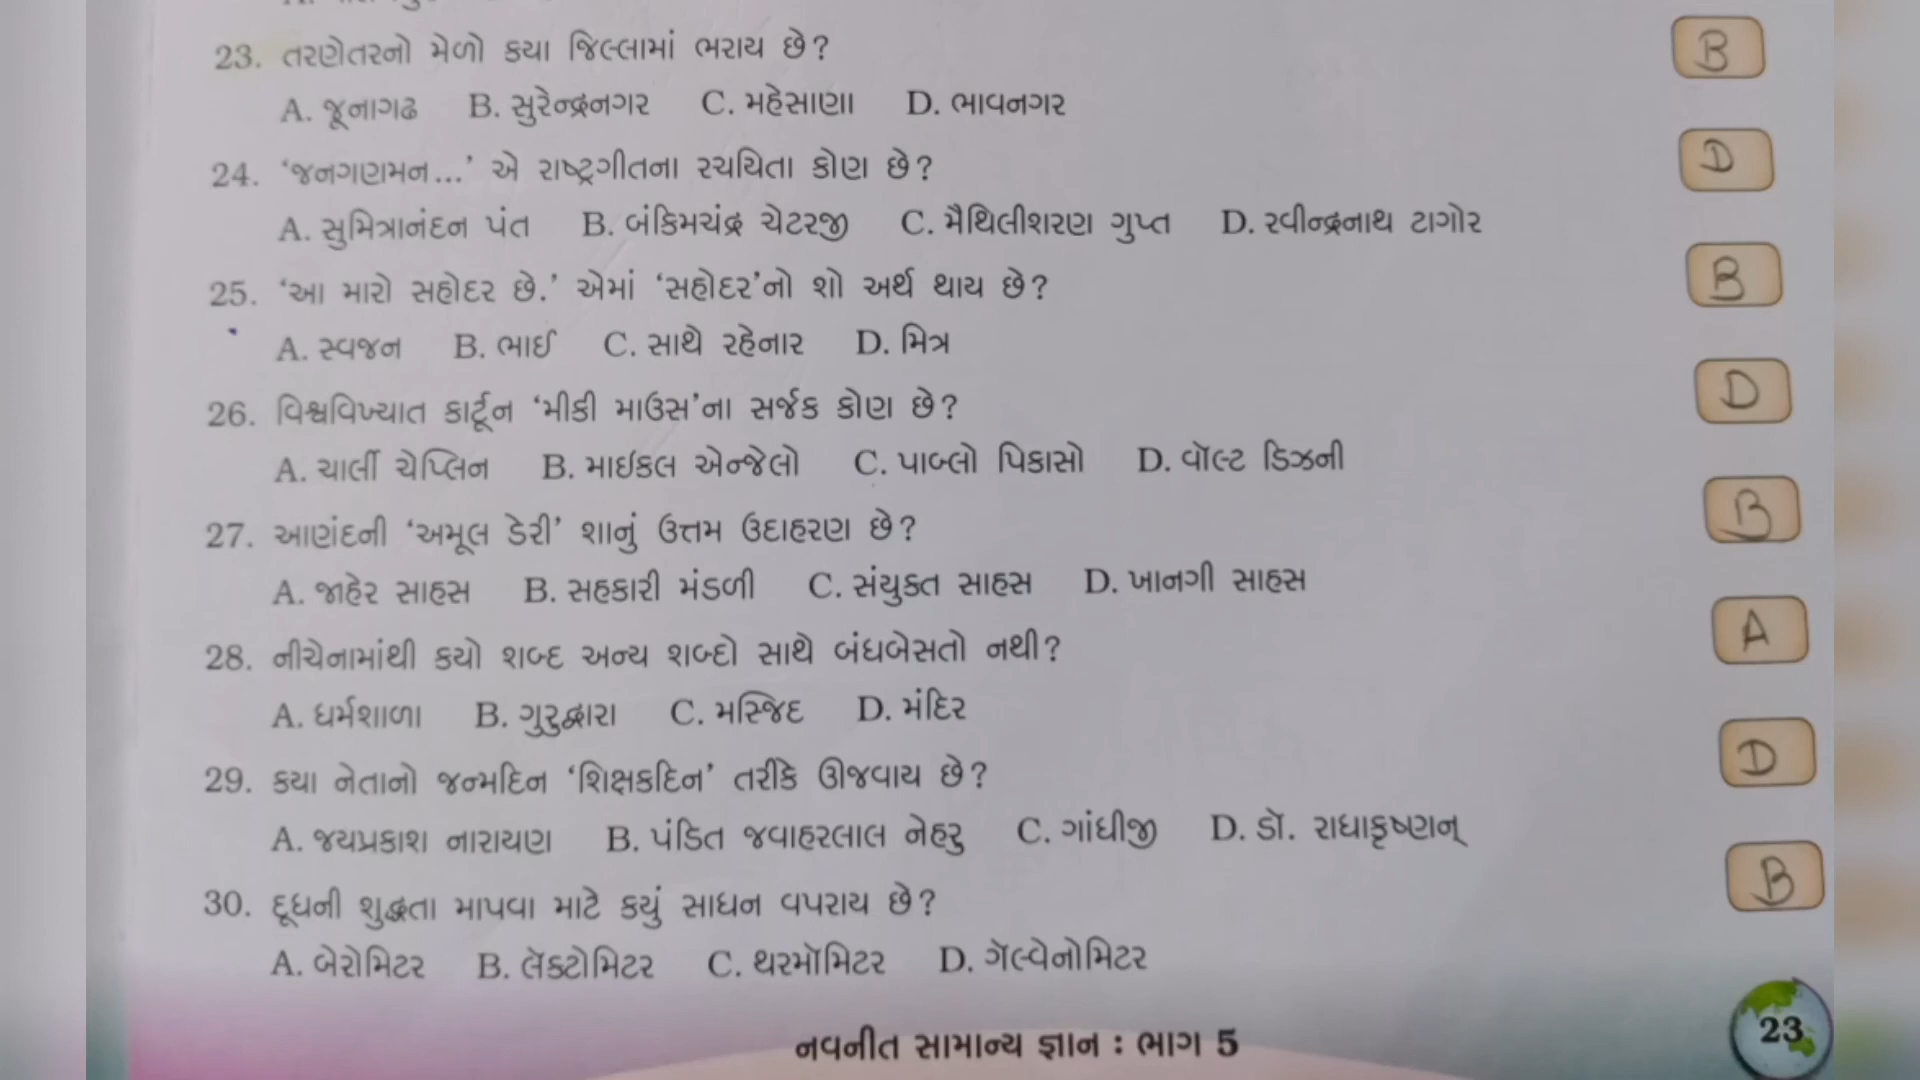 23. તરણેતરનો મેળો કયા જિલ્લામાં ભરાય છે? B
A. જૂનાગઢ B. સુરેન્દ્રનગર C. મહેસાણા D. ભાવનગર
24. ‘જનગણમન...’ એ રાષ્ટ્રગીતના રચયિતા કોણ છે? D
A. સુમિત્રાનંદન પંત B. બંકિમચંદ્ર ચેટરજી C. મૈથિલીશરણ ગુપ્ત D. રવીન્દ્રનાથ ટાગોર
25. ‘આ મારો સહોદર છે.’ એમાં ‘સહોદર’નો શો અર્થ થાય છે? B
A. સ્વજન B. ભાઈ C. સાથે રહેનાર D. મિત્ર
26. વિશ્વવિખ્યાત કાર્ટૂન ‘મીકી માઉસ’ના સર્જક કોણ છે? D
A. ચાર્લી ચેપ્લિન B. માઇકલ એન્જેલો C. પાબ્લો પિકાસો D. વૉલ્ટ ડિઝની
27. આણંદની ‘અમૂલ ડેરી’ શાનું ઉત્તમ ઉદાહરણ છે? B
A. જાહેર સાહસ B. સહકારી મંડળી C. સંયુક્ત સાહસ D. ખાનગી સાહસ
28. નીચેનામાંથી કયો શબ્દ અન્ય શબ્દો સાથે બંધબેસતો નથી? A
A. ધર્મશાળા B. ગુરુદ્વારા C. મસ્જિદ D. મંદિર
29. કયા નેતાનો જન્મદિન ‘શિક્ષકદિન’ તરીકે ઊજવાય છે? D
A. જયપ્રકાશ નારાયણ B. પંડિત જવાહરલાલ નેહરુ C. ગાંધીજી D. ડૉ. રાધાકૃષ્ણન્
30. દૂધની શુદ્ધતા માપવા માટે કયું સાધન વપરાય છે? B
A. બેરોમિટર B. લૅક્ટોમિટર C. થરમૉમિટર D. ગૅલ્વેનોમિટર
નવનીત સામાન્ય જ્ઞાન : ભાગ 5 23